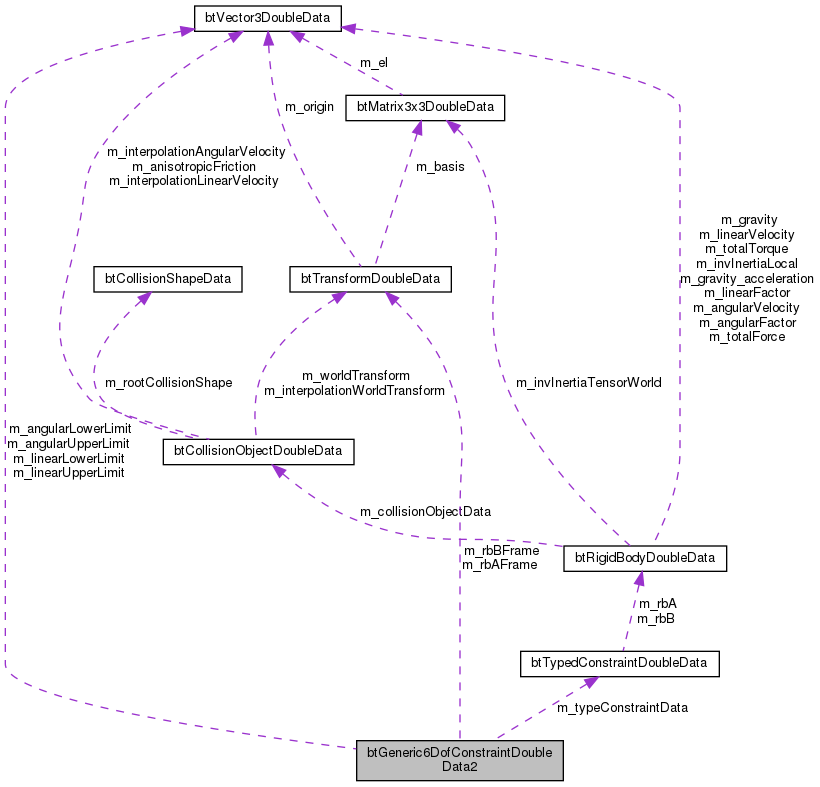 btVector3DoubleData
m_el
btMatrix3x3DoubleData
m_origin
m_interpolationAngularVelocity
m_anisotropicFriction
m_interpolationLinearVelocity
m_basis
m_gravity
m_linearVelocity
m_totalTorque
m_invInertiaLocal
m_gravity_acceleration
m_linearFactor
m_angularVelocity
m_angularFactor
m_totalForce
btCollisionShapeData
btTransformDoubleData
m_rootCollisionShape
m_worldTransform
m_interpolationWorldTransform
m_invInertiaTensorWorld
m_angularLowerLimit
m_angularUpperLimit
m_linearLowerLimit
m_linearUpperLimit
btCollisionObjectDoubleData
m_collisionObjectData
m_rbBFrame
m_rbAFrame
btRigidBodyDoubleData
m_rbA
m_rbB
btTypedConstraintDoubleData
m_typeConstraintData
btGeneric6DofConstraintDouble
Data2